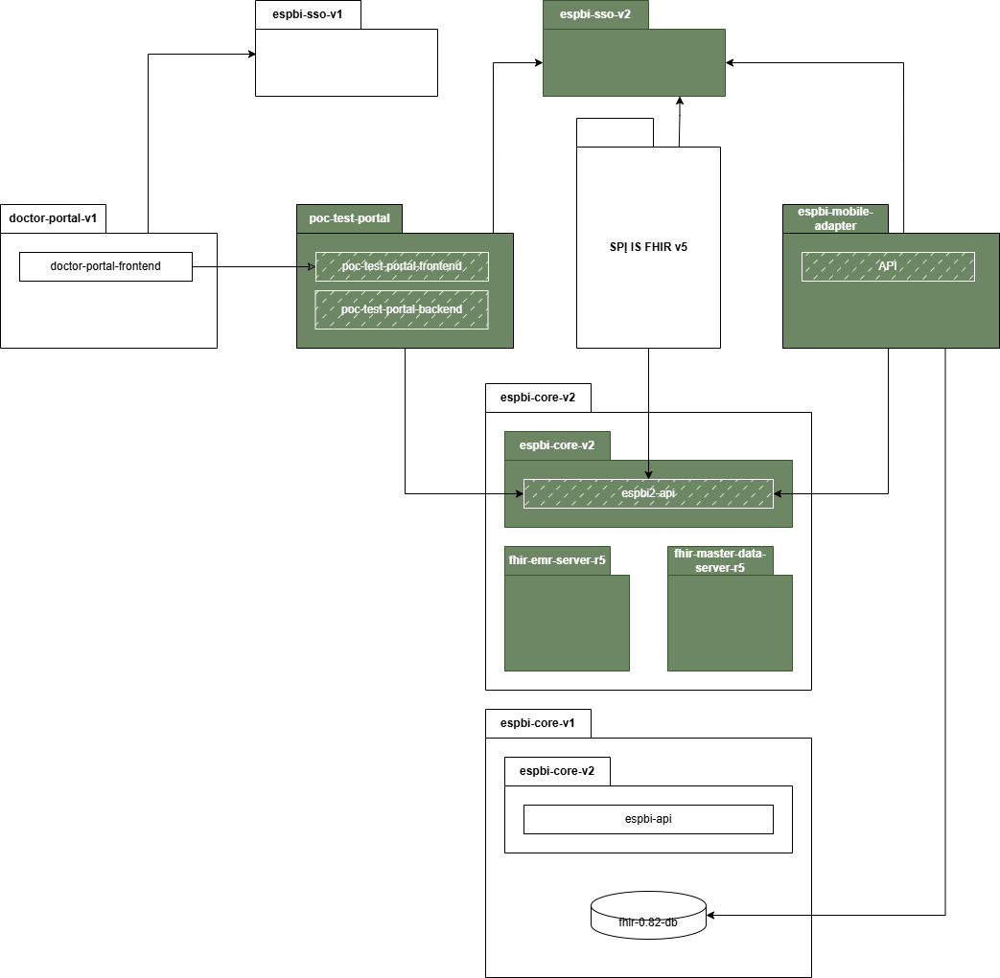 espbi-sso-v1
espbi-sso-v2
doctor-portal-v1
doctor-portal-frontend
poc-test-portal
poc-test-portal-frontend
poc-test-portal-backend
SPĮ IS FHIR v5
espbi-mobile-
adapter
API
espbi-core-v2
espbi-core-v2
espbi2-api
fhir-emr-server-r5
fhir-master-data-
server-r5
espbi-core-v1
espbi-core-v2
espbi-api
fhir-0.82-db